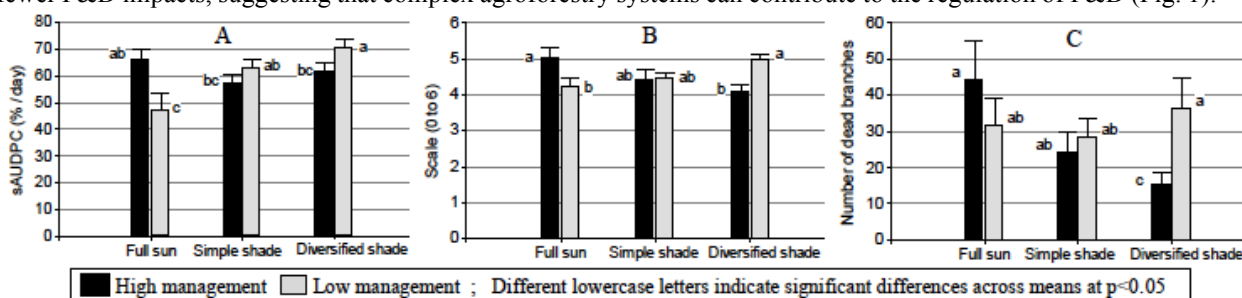 fewer P&D impacts, suggesting that complex agroforestry systems can contribute to the regulation of P&D (Fig. 1).
A
sAUDPC (% / day)
80
70
60
50
40
30
20
10
0
ab
c
bc
ab
bc
a
Full sun Simple shade Diversified shade
B
Scale (0 to 6)
6
5
4
3
2
1
0
a
b
ab
ab
b
a
Full sun Simple shade Diversified shade
C
Number of dead branches
60
50
40
30
20
10
0
a
ab
ab
ab
c
a
Full sun Simple shade Diversified shade
High management Low management ; Different lowercase letters indicate significant differences across means at p<0.05